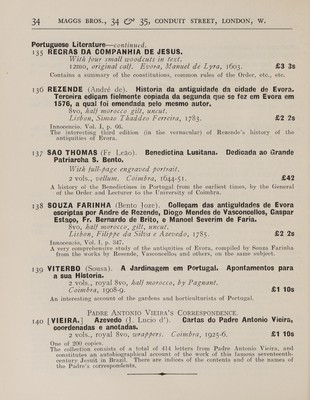 34 MAGGS BROS., 34 & 35, CONDUIT STREET, LONDON, W.
Portuguese Literature—continued.
135 REGRAS DA COMPANHIA DE JESUS.
With four small woodcuts in text.
12mo, original calf. Evora, Manuel de Lyra, 1603. £3 3s
Contains a summary of the constitutions, common rules of the Order, etc., etc.
136 REZENDE (André de). Historia da antiguidade da cidade de Evora.
Terceira ediçam fielmente copiada da segunda que se fez em Evora em
1576, a qual foi emendada pelo mesmo autor.
8vo, half morocco gilt, uncut.
Lisbon, Simao Thaddeo Ferreira, 1783. £2 2s
Innocencio, Vol. I, p. 66.
The interesting third edition (in the vernacular) of Rezende's history of the
antiquities of Evora.
137 SAO THOMAS (Fr Leão). Benedictina Lusitana. Dedicada ao Grande
Patriarcha S. Bento.
With full-page engraved portrait.
2 vols., vellum. Coimbra, 1644-51. £42
A history of the Benedictines in Portugal from the earliest times, by the General
of the Order and Lecturer to the University of Coimbra.
138 SOUZA FARINHA (Bento Joze). Colleçam das antiguidades de Evora
escriptas por Andre de Rezende, Diogo Mendes de Vasconcellos, Gaspar
Estaço, Fr. Bernardo de Brito, e Manoel Severim de Faria.
8vo, half morocco, gilt, uncut.
Lisbon, Filippe da Silva e Azevedo, 1785. £2 2s
Innocencio, Vol. I, p. 347.
A very comprehensive study of the antiquities of Evora, compiled by Souza Farinha
from the works by Rezende, Vasconcellos and others, on the same subject.
139 VITERBO (Sousa). A Jardinagem em Portugal. Apontamentos para
a sua Historia.
2 vols., royal 8vo, half morocco, by Pagnant.
Coimbra, 1908-9. £1 10s
An interesting account of the gardens and horticulturists of Portugal.
PADRE ANTONIO VIEIRA'S CORRESPONDENCE.
140 [VIEIRA.] Azevedo (J. Lucio d'). Cartas do Padre Antonio Vieira,
coordenadas e anotadas.
2 vols., royal 8vo, wrappers. Coimbra, 1925-6. £1 10s
One of 200 copies.
The collection consists of a total of 414 letters from Padre Antonio Vieira, and
constitutes an autobiographical account of the work of this famous seventeenth-
century Jesuit in Brazil. There are indices of the contents and of the names of
the Padre's correspondents.